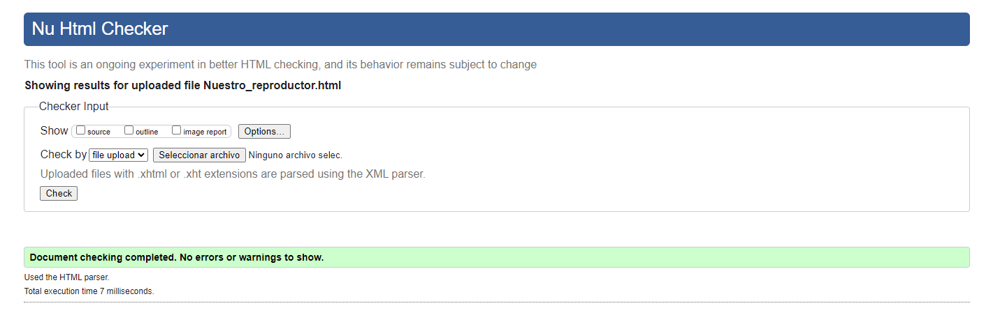 Nu Html Checker
This tool is an ongoing experiment in better HTML checking, and its behavior remains subject to change
Showing results for uploaded file Nuestro_reproductor.html
Checker Input
Show source outline image report Options...
Check by file upload Seleccionar archivo Ninguno archivo selec.
Uploaded files with .xhtml or .xht extensions are parsed using the XML parser.
Check
Document checking completed. No errors or warnings to show.
Used the HTML parser.
Total execution time 7 milliseconds.